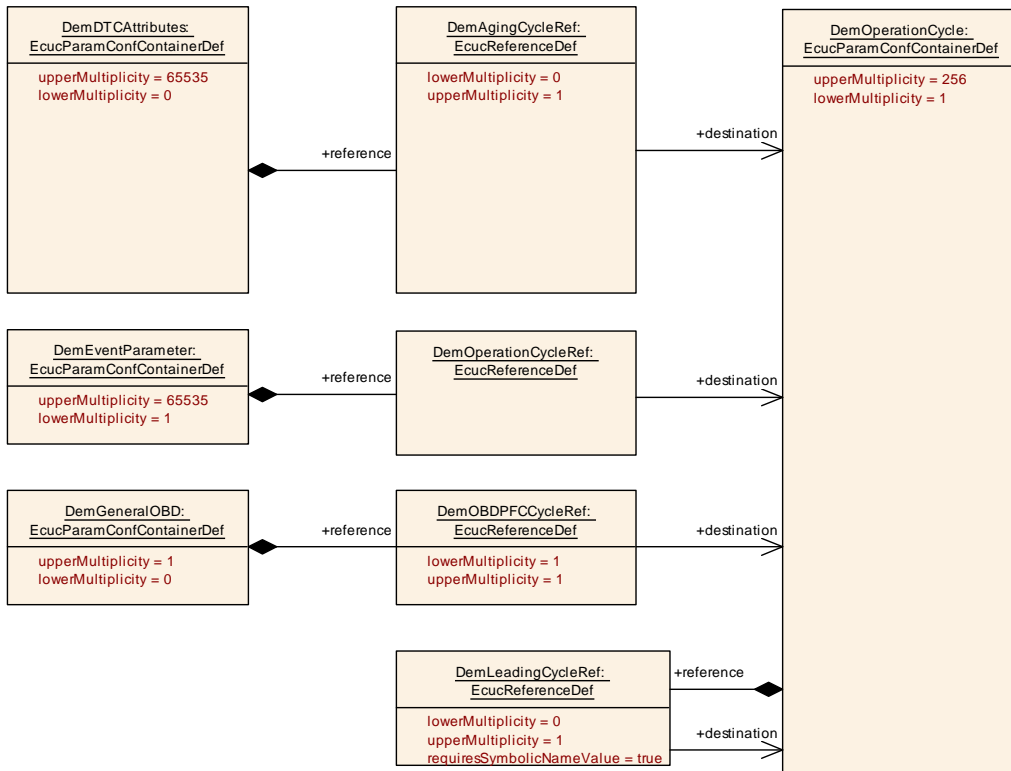 DemDTCAttributes:
EcucParamConfContainerDef
upperMultiplicity = 65535
lowerMultiplicity = 0
+reference
DemAgingCycleRef:
EcucReferenceDef
lowerMultiplicity = 0
upperMultiplicity = 1
+destination
DemOperationCycle:
EcucParamConfContainerDef
upperMultiplicity = 256
lowerMultiplicity = 1
DemEventParameter:
EcucParamConfContainerDef
upperMultiplicity = 65535
lowerMultiplicity = 1
+reference
DemOperationCycleRef:
EcucReferenceDef
+destination
DemGeneralOBD:
EcucParamConfContainerDef
upperMultiplicity = 1
lowerMultiplicity = 0
+reference
DemOBDPFCCycleRef:
EcucReferenceDef
lowerMultiplicity = 1
upperMultiplicity = 1
+destination
DemLeadingCycleRef:
EcucReferenceDef
lowerMultiplicity = 0
upperMultiplicity = 1
requiresSymbolicNameValue = true
+reference
+destination